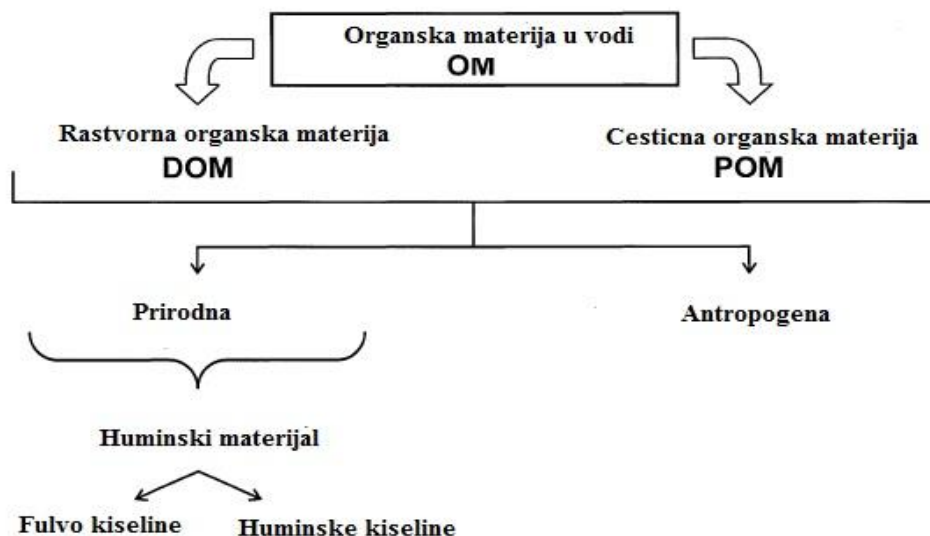 Organska materija u vodi
OM
Rastvorna organska materija
DOM
Cesticna organska materija
POM
Prirodna
Antropogena
Huminski materijal
Fulvo kiseline
Huminske kiseline